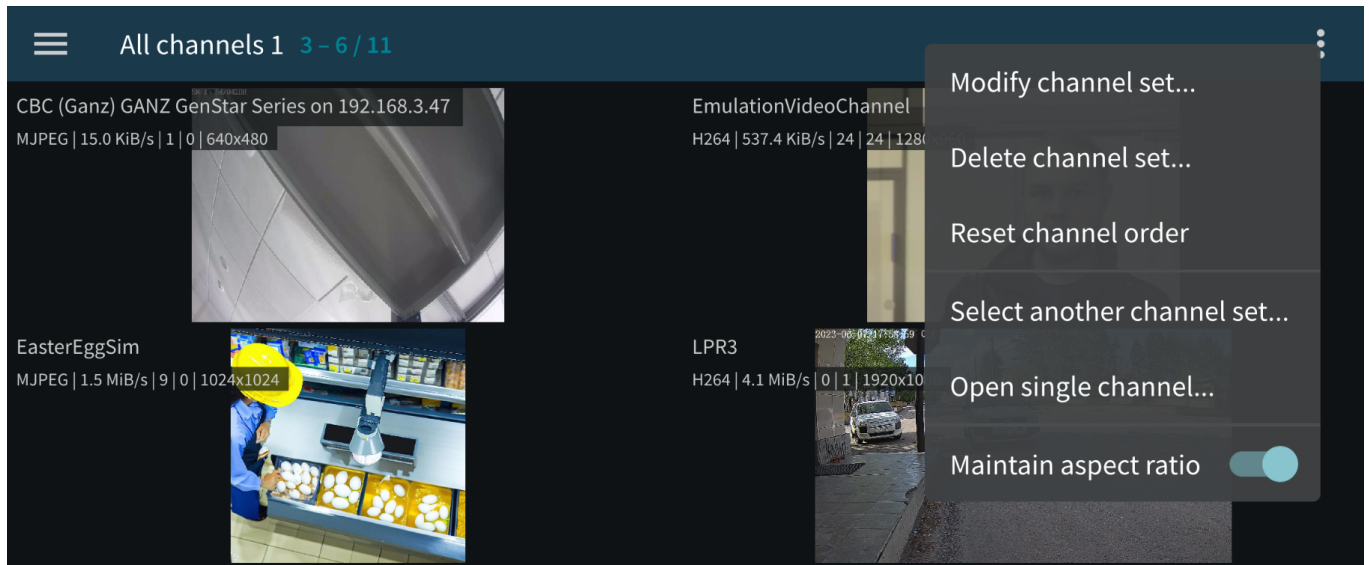 All channels 1 3 – 6 / 11
CBC (Ganz) GANZ GenStar Series on 192.168.3.47
MJPEG | 15.0 KiB/s | 1 | 0 | 640x480
EmulationVideoChannel
H264 | 537.4 KiB/s | 24 | 24 |
EasterEggSim
MJPEG | 1.5 MiB/s | 9 | 0 | 1024x1024
LPR3
H264 | 4.1 MiB/s | 0 | 1 |
Modify channel set...
Delete channel set...
Reset channel order
Select another channel set...
Open single channel...
Maintain aspect ratio